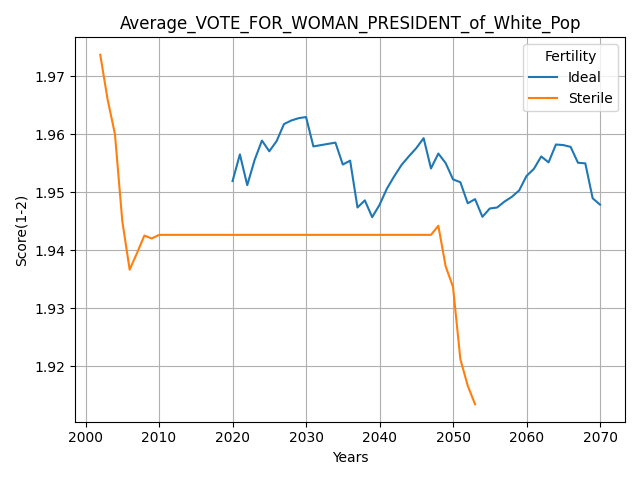 Average_VOTE_FOR_WOMAN_PRESIDENT_of_White_Pop
Fertility
Ideal
Sterile
Score(1-2)
1.97
1.96
1.95
1.94
1.93
1.92
2000 2010 2020 2030 2040 2050 2060 2070
Years